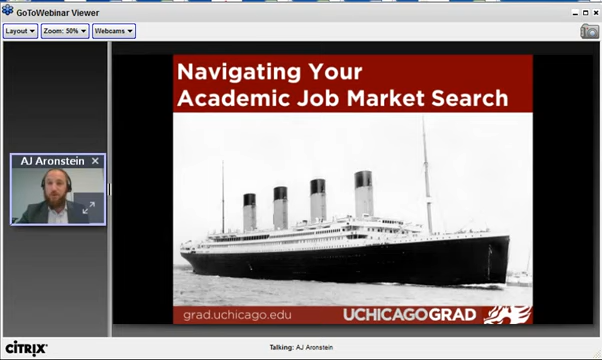 GoToWebinar Viewer
Layout Zoom: 50% Webcams
Navigating Your
Academic Job Market Search
AJ Aronstein
grad.uchicago.edu UCHICAGOGRAD
CITRIX Talking: AJ Aronstein